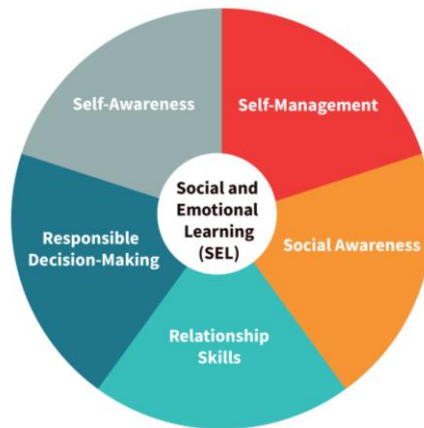 Self-Awareness
Self-Management
Social and
Emotional
Learning
(SEL)
Responsible
Decision-Making
Social Awareness
Relationship
Skills